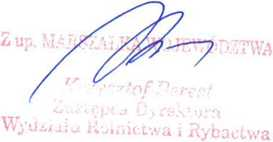 Z up. MARSZAŁKA WOJEWÓDZTWA
Krzysztof
Zastępca Dyrektora
Wydziału Rolnictwa i Rybactwa